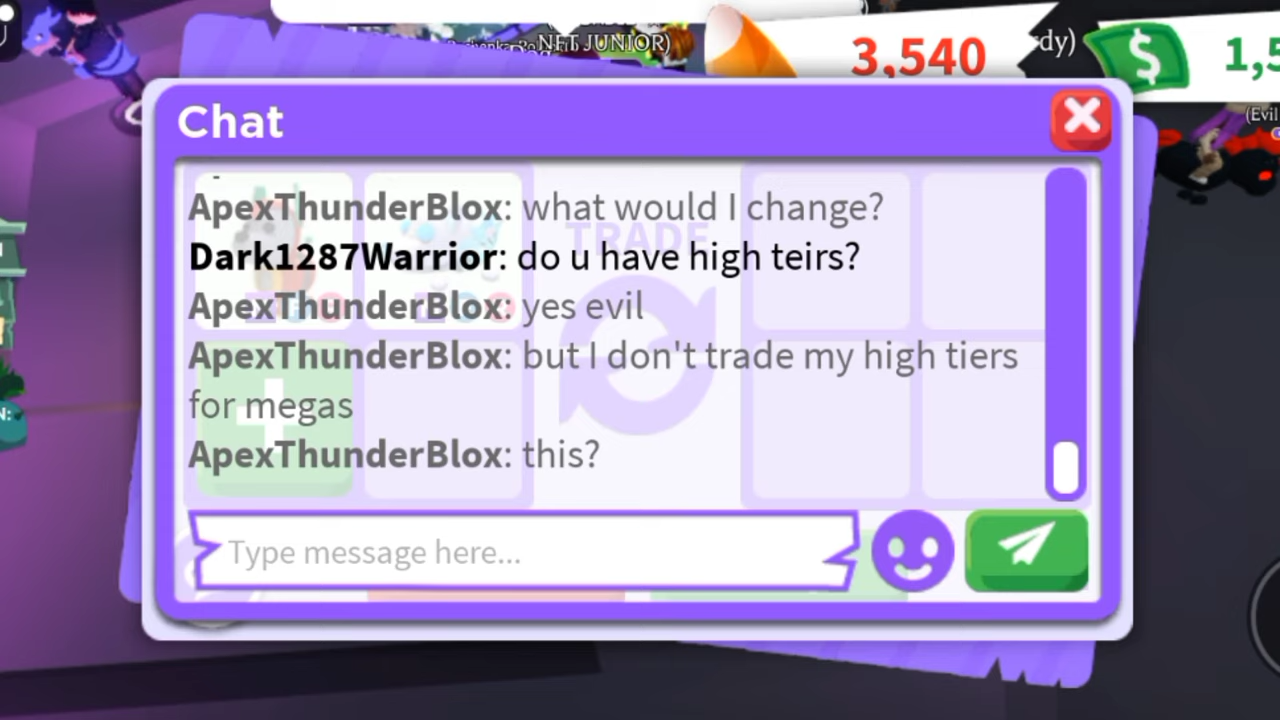 NFT JUNIOR)
3,540
dy)
$
1,5
(Evil
Chat
ApexThunderBlox: what would I change?
TRADE
Dark1287Warrior: do u have high teirs?
ApexThunderBlox: yes evil
ApexThunderBlox: but I don't trade my high tiers
for megas
ApexThunderBlox: this?
N:
Type message here...